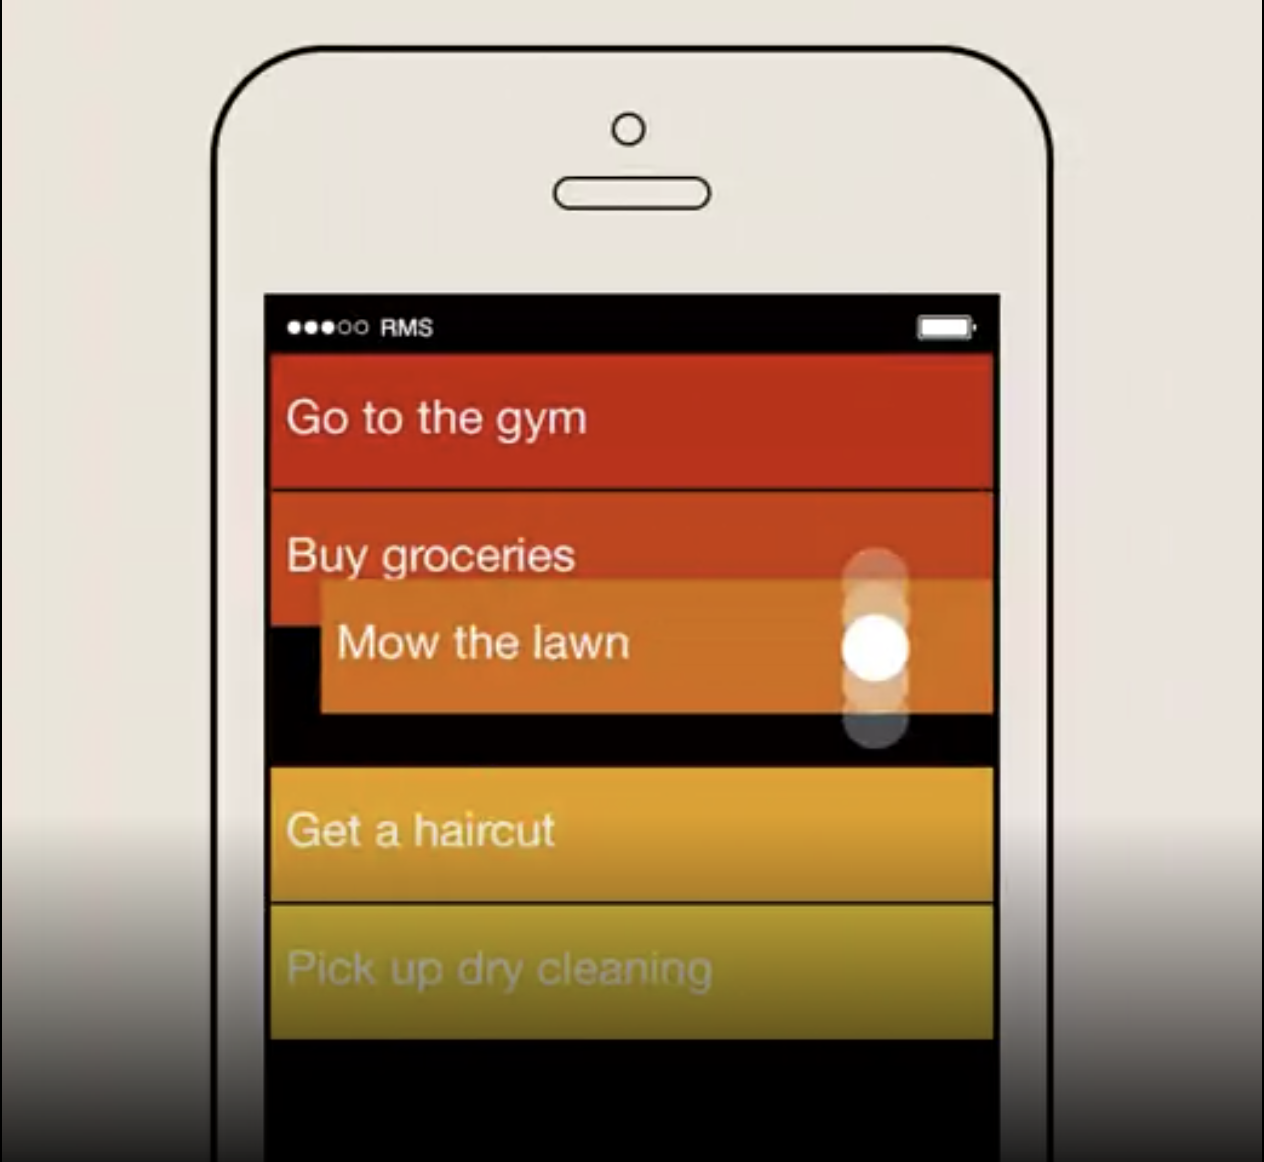 RMS
Go to the gym
Buy groceries
Mow the lawn
Get a haircut
Pick up dry cleaning